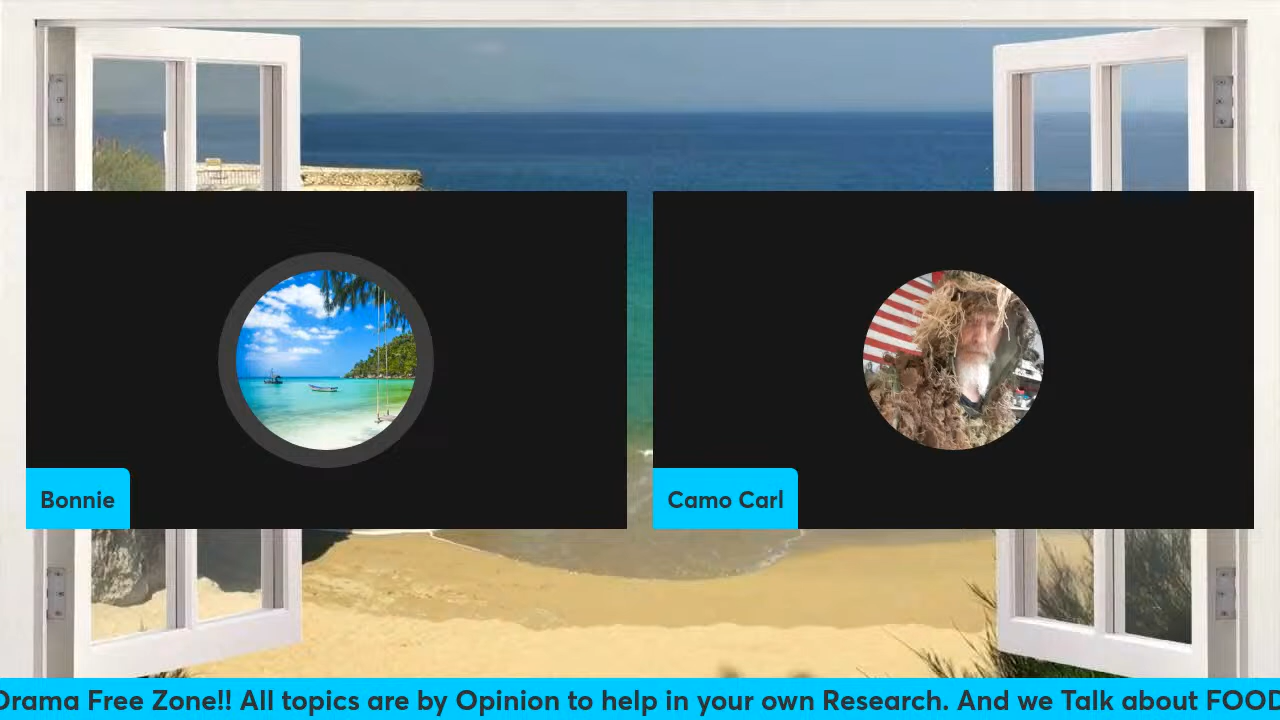 Bonnie
Camo Carl
Drama Free Zone!! All topics are by Opinion to help in your own Research. And we Talk about FOOD